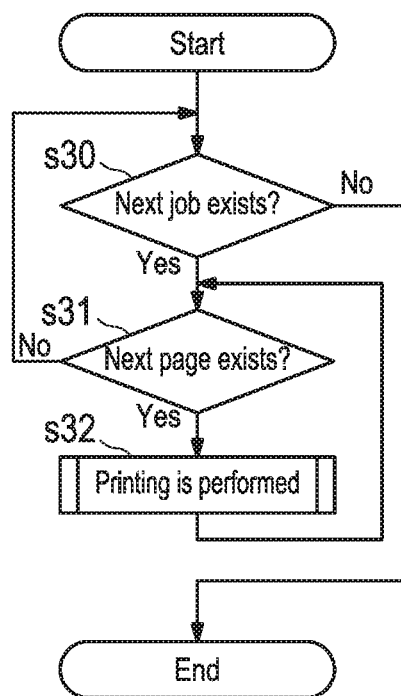 Start
s30
Next job exists?
No
Yes
s31
Next page exists?
No
Yes
s32
Printing is performed
End